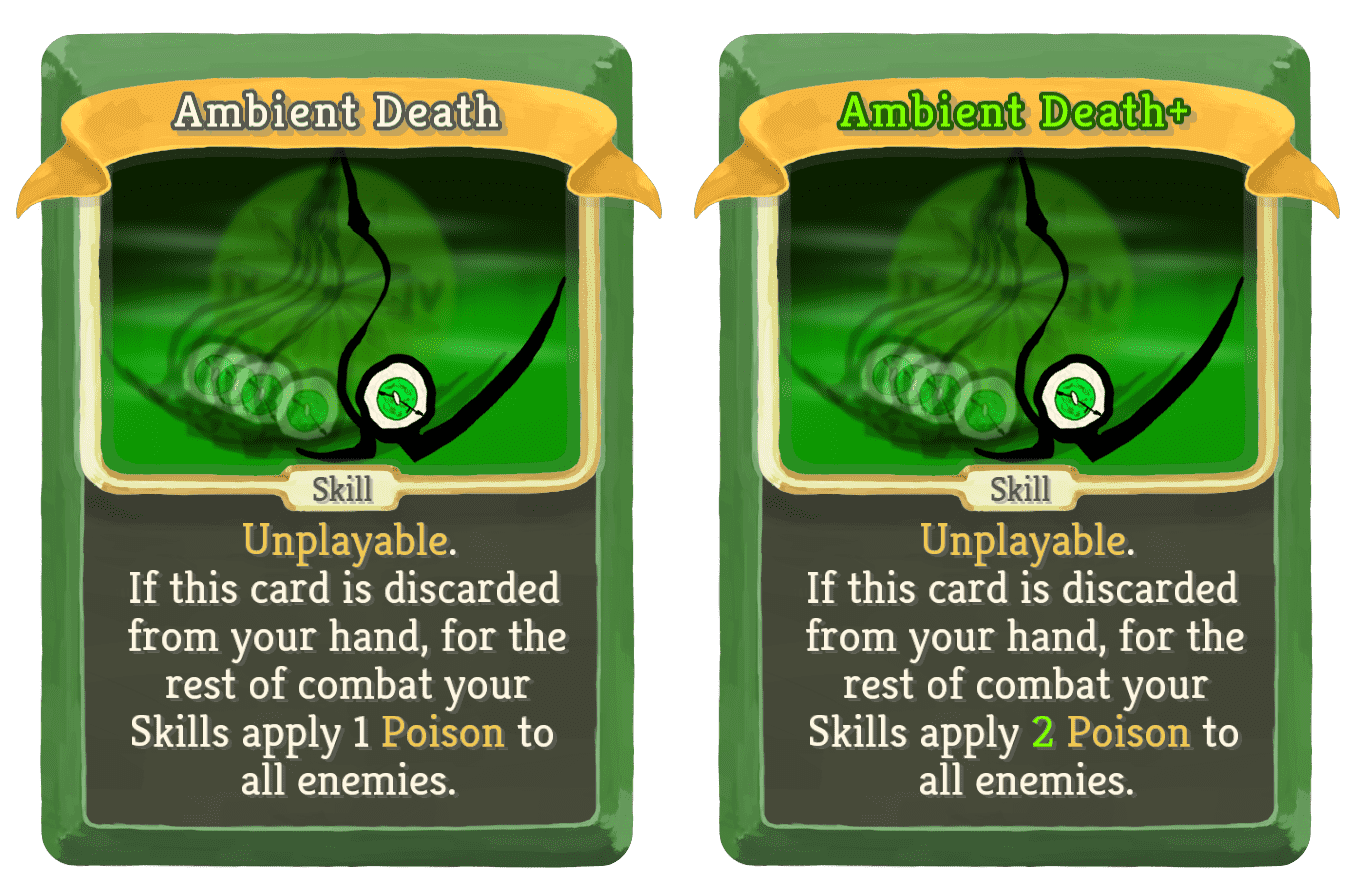 Ambient Death
Skill
Unplayable.
If this card is discarded
from your hand, for the
rest of combat your
Skills apply 1 Poison to
all enemies.
Ambient Death+
Skill
Unplayable.
If this card is discarded
from your hand, for the
rest of combat your
Skills apply 2 Poison to
all enemies.